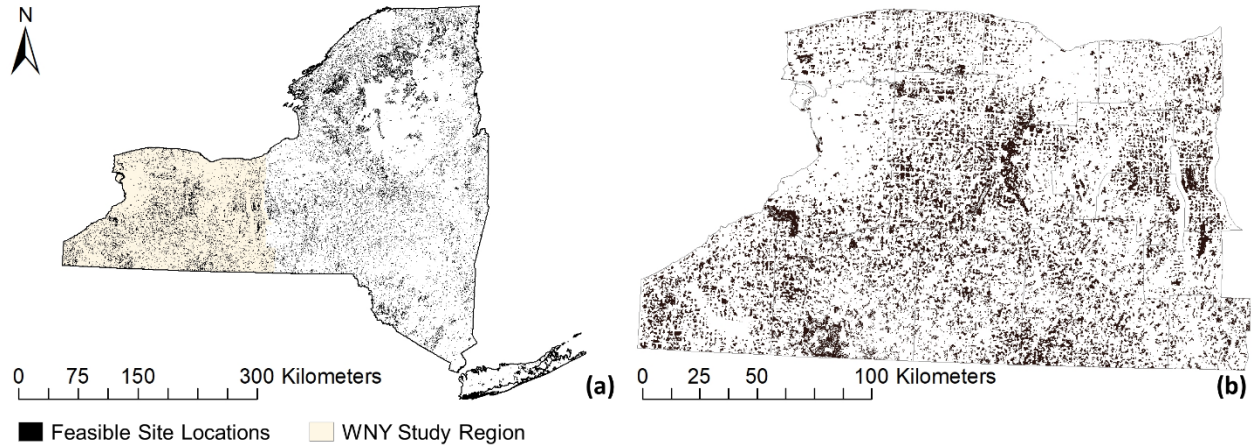 N
0 75 150 300 Kilometers
(a)
0 25 50 100 Kilometers
(b)
Feasible Site Locations WNY Study Region